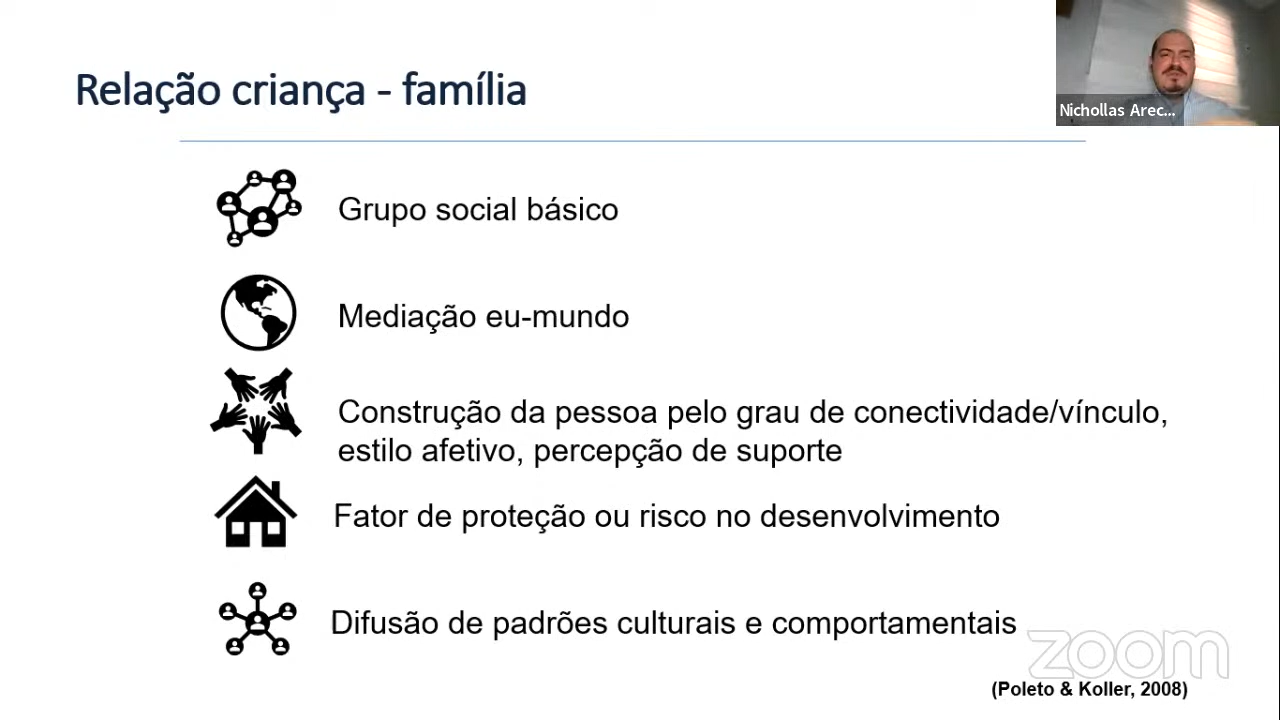 Relação criança - família
Nichollas Arec...
Grupo social básico
Mediação eu-mundo
Construção da pessoa pelo grau de conectividade/vínculo,
estilo afetivo, percepção de suporte
Fator de proteção ou risco no desenvolvimento
Difusão de padrões culturais e comportamentais
zoom
(Poleto & Koller, 2008)